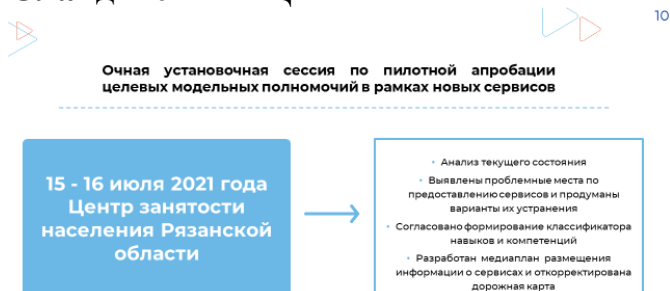 10
Очная установочная сессия по пилотной апробации
целевых модельных полномочий в рамках новых сервисов
15 - 16 июля 2021 года
Центр занятости
населения Рязанской
области
• Анализ текущего состояния
• Выявлены проблемные места по
предоставлению сервисов и продуманы
варианты их устранения
• Согласовано формирование классификатора
навыков и компетенций
• Разработан медиаплан размещения
информации о сервисах и откорректирована
дорожная карта